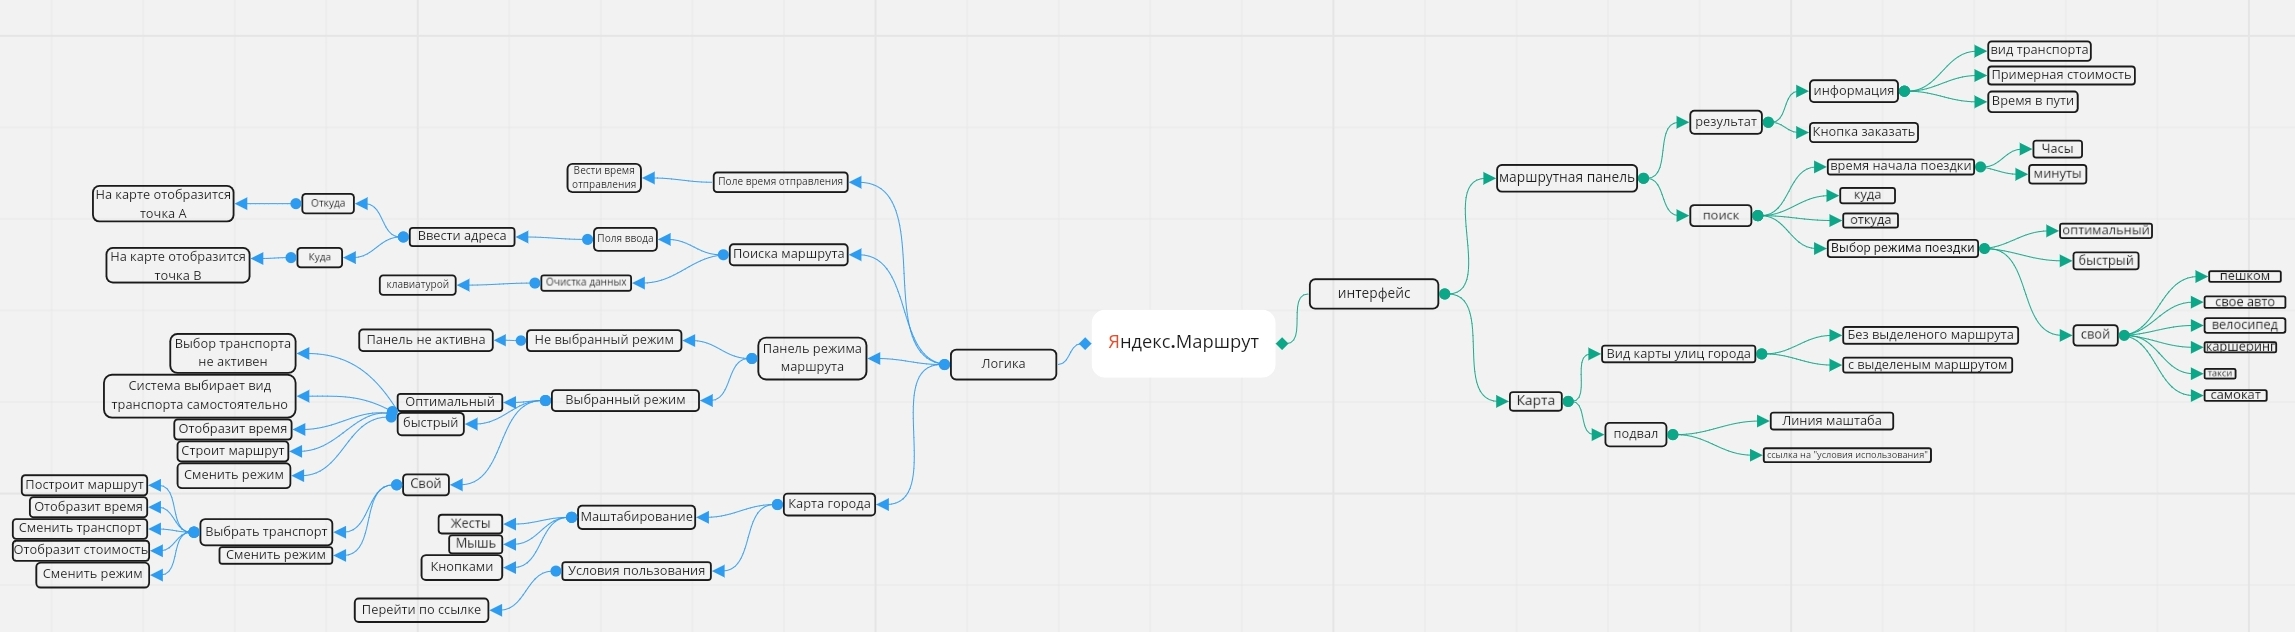 Яндекс.Маршрут
интерфейс
маршрутная панель
результат
информация
вид транспорта
Примерная стоимость
Время в пути
Кнопка заказать
поиск
время начала поездки
Часы
минуты
куда
откуда
Выбор режима поездки
оптимальный
быстрый
свой
пешком
свое авто
велосипед
каршеринг
такси
самокат
Карта
Вид карты улиц города
Без выделеного маршрута
с выделеным маршрутом
подвал
Линия маштаба
ссылка на "условия использования"
Логика
Поле время отправления
Вести время
отправления
Поиска маршрута
Поля ввода
Ввести адреса
Откуда
На карте отобразится
точка А
Куда
На карте отобразится
точка В
Очистка данных
клавиатурой
Панель режима
маршрута
Не выбранный режим
Панель не активна
Выбранный режим
Оптимальный
быстрый
Выбор транспорта
не активен
Система выбирает вид
транспорта самостоятельно
Отобразит время
Строит маршрут
Сменить режим
Свой
Выбрать транспорт
Построит маршрут
Отобразит время
Сменить транспорт
Отобразит стоимость
Сменить режим
Сменить режим
Карта города
Маштабирование
Жесты
Мышь
Кнопками
Условия пользования
Перейти по ссылке